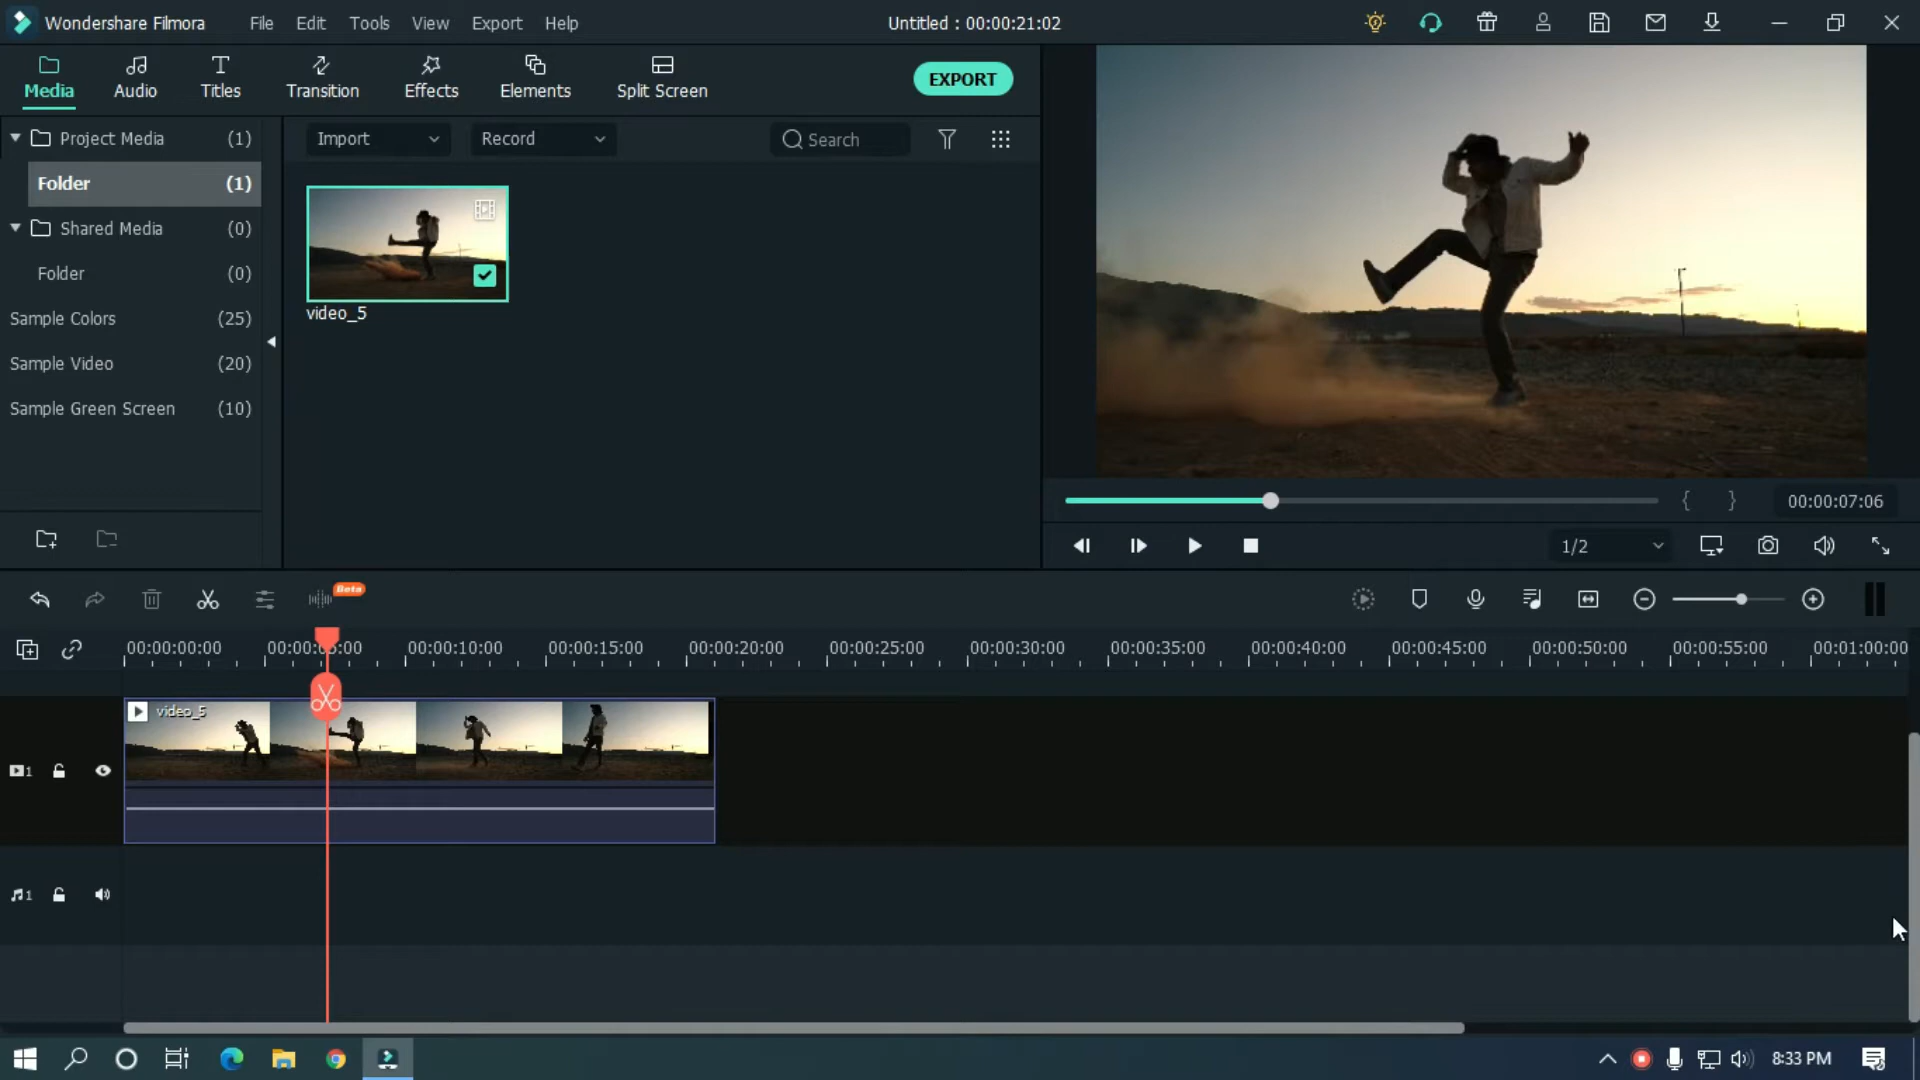 Wondershare Filmora File Edit Tools View Export Help Untitled : 00:00:21:02
Media Audio Titles Transition Effects Elements Split Screen EXPORT
Project Media (1)
Folder (1)
Shared Media (0)
Folder (0)
Sample Colors (25)
Sample Video (20)
Sample Green Screen (10)
Import Record Search
video_5
{ } 00:00:07:06
1/2
Beta
00:00:00:00 00:00:05:00 00:00:10:00 00:00:15:00 00:00:20:00 00:00:25:00 00:00:30:00 00:00:35:00 00:00:40:00 00:00:45:00 00:00:50:00 00:00:55:00 00:01:00:00
video_5
1
1
8:33 PM